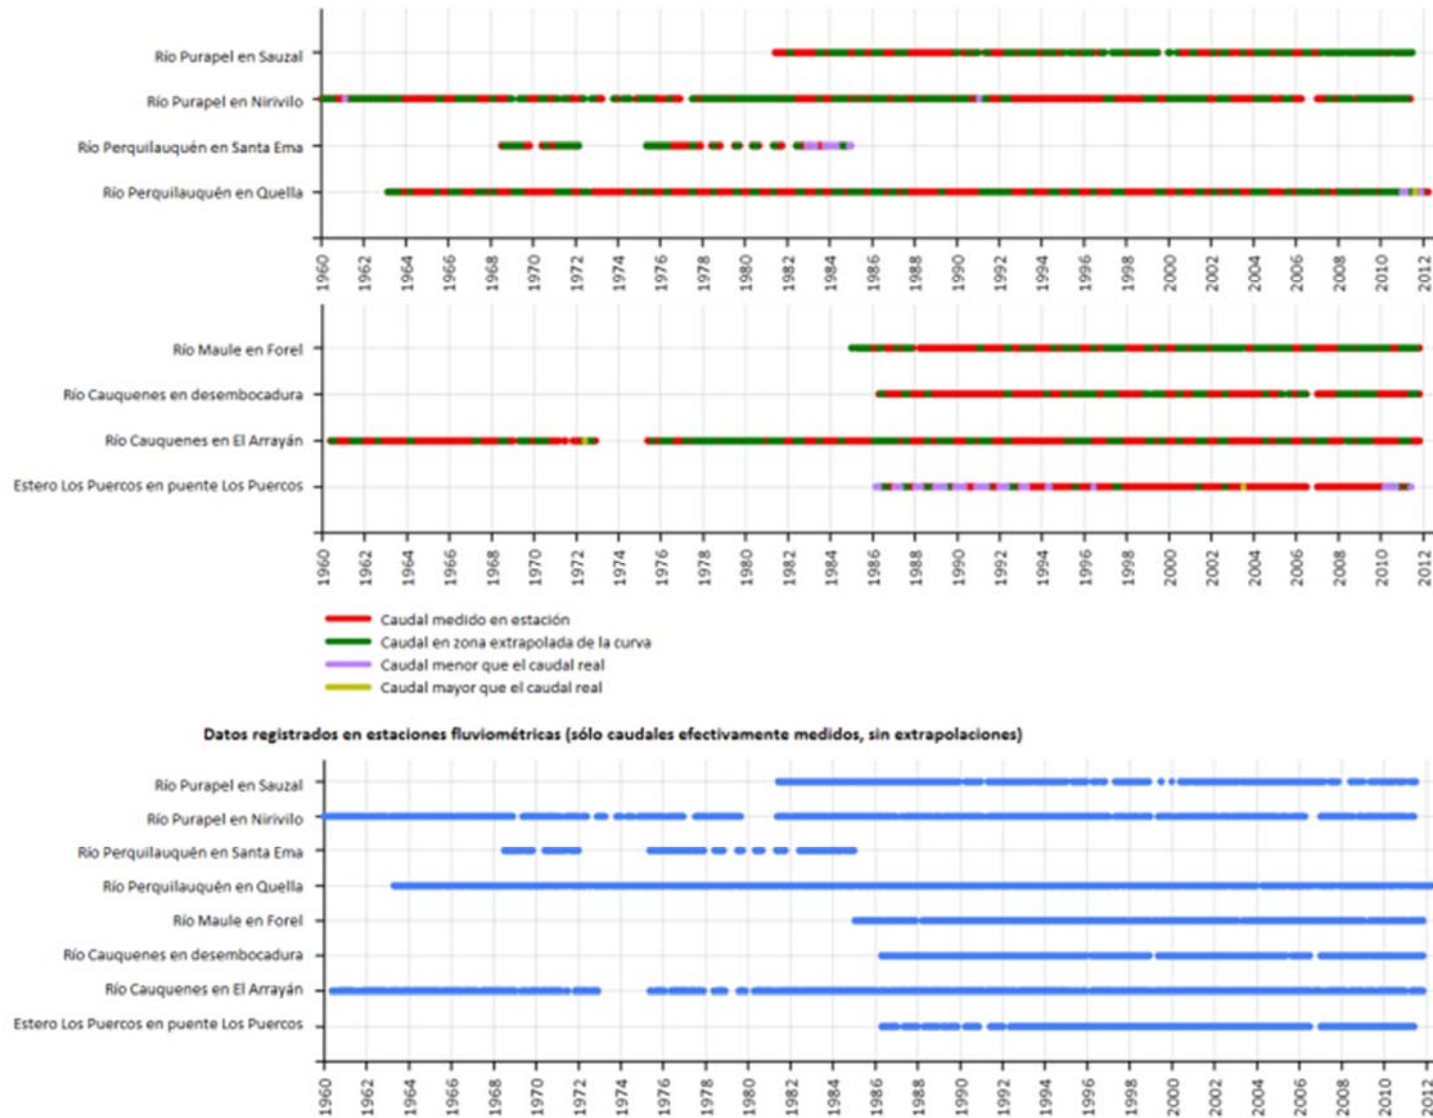 Río Purapel en Sauzal
Río Purapel en Nirivilo
Río Perquilauquén en Santa Ema
Río Perquilauquén en Quella
1960 1962 1964 1966 1968 1970 1972 1974 1976 1978 1980 1982 1984 1986 1988 1990 1992 1994 1996 1998 2000 2002 2004 2006 2008 2010 2012
Río Maule en Forel
Río Cauquenes en desembocadura
Río Cauquenes en El Arrayán
Estero Los Puercos en puente Los Puercos
1960 1962 1964 1966 1968 1970 1972 1974 1976 1978 1980 1982 1984 1986 1988 1990 1992 1994 1996 1998 2000 2002 2004 2006 2008 2010 2012
Caudal medido en estación
Caudal en zona extrapolada de la curva
Caudal menor que el caudal real
Caudal mayor que el caudal real
Datos registrados en estaciones fluviométricas (sólo caudales efectivamente medidos, sin extrapolaciones)
Río Purapel en Sauzal
Río Purapel en Nirivilo
Río Perquilauquén en Santa Ema
Río Perquilauquén en Quella
Río Maule en Forel
Río Cauquenes en desembocadura
Río Cauquenes en El Arrayán
Estero Los Puercos en puente Los Puercos
1960 1962 1964 1966 1968 1970 1972 1974 1976 1978 1980 1982 1984 1986 1988 1990 1992 1994 1996 1998 2000 2002 2004 2006 2008 2010 2012